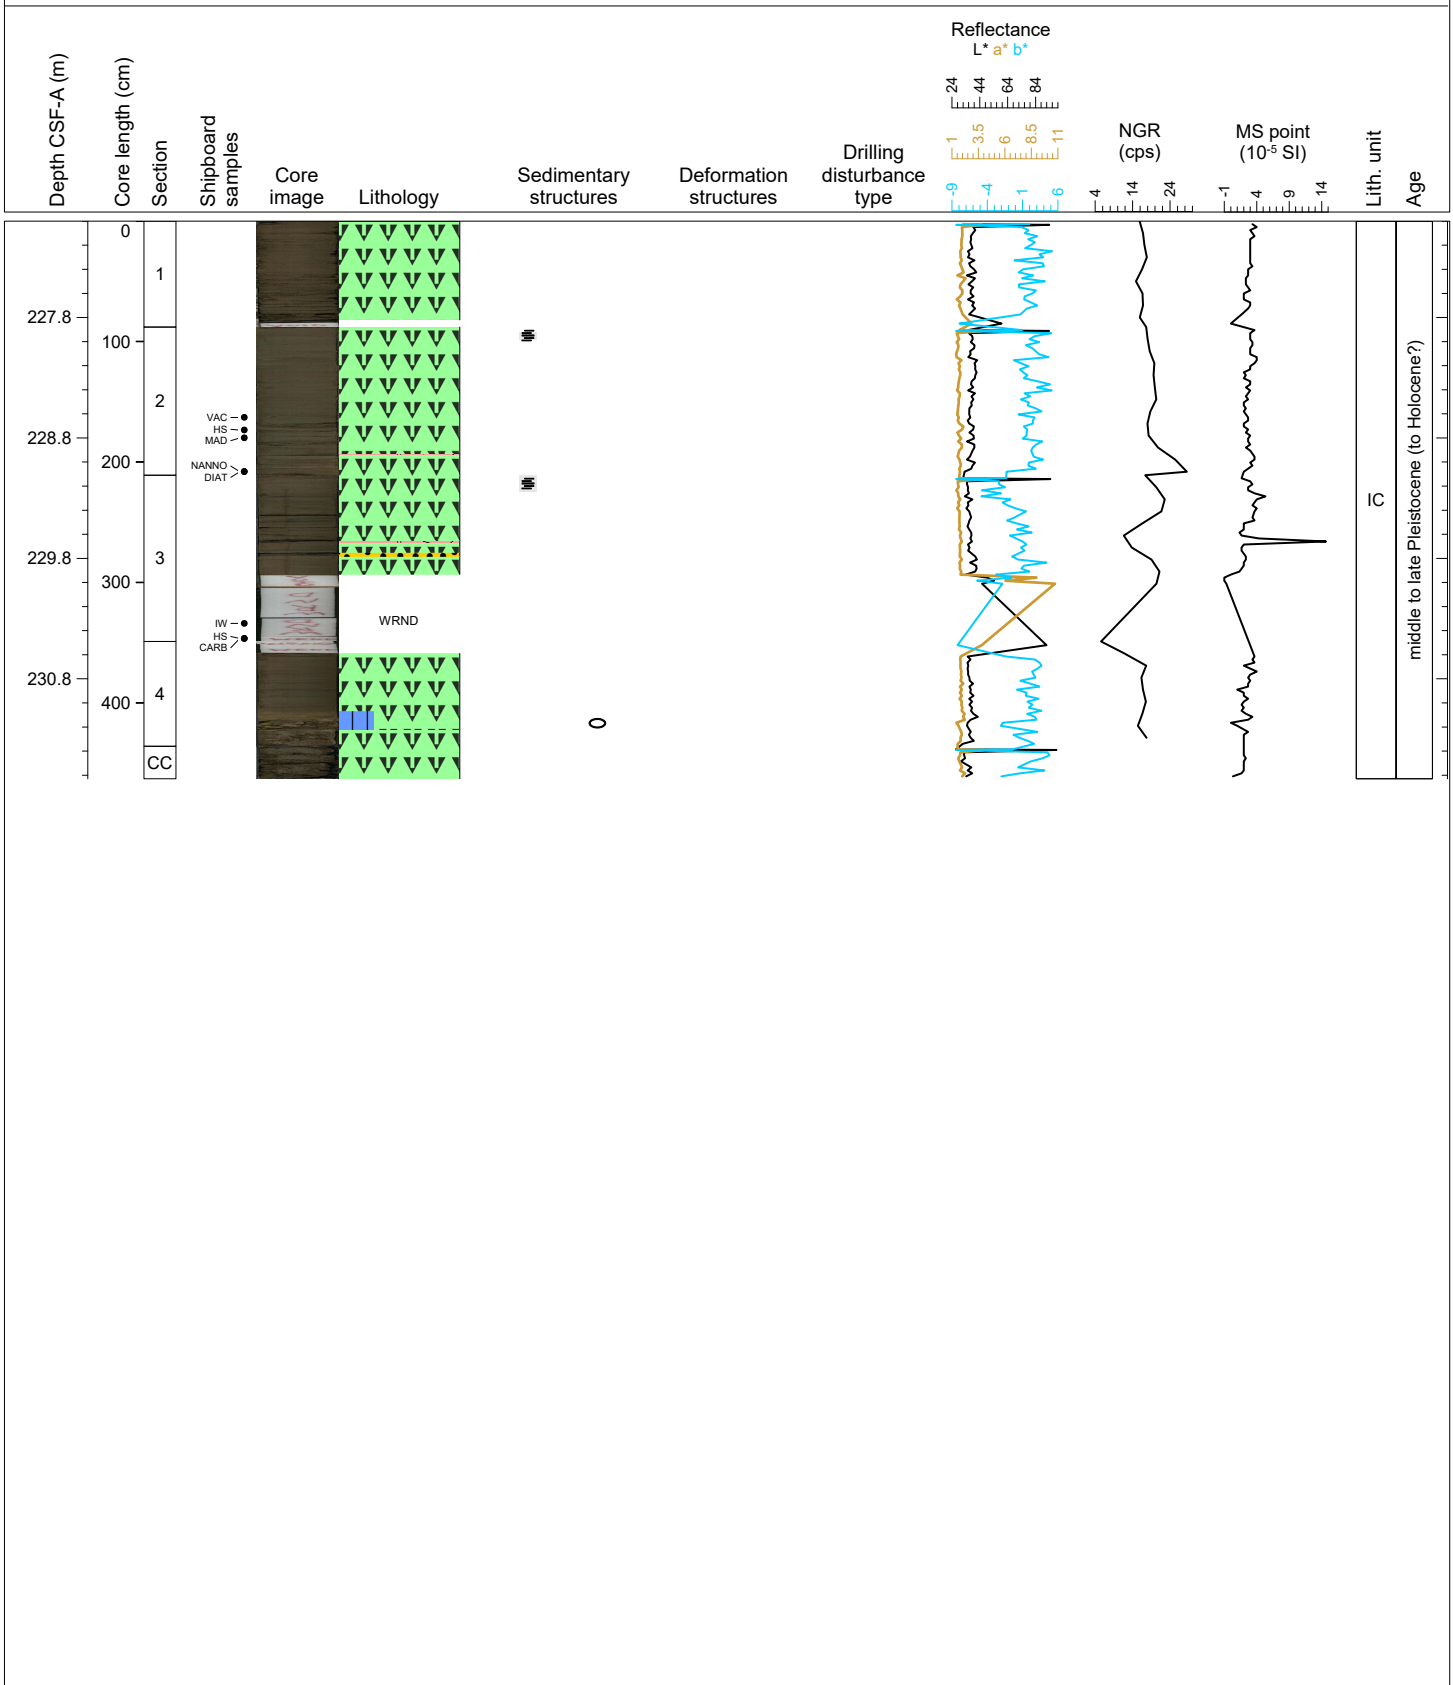 Depth CSF-A (m)
Core length (cm)
Section
Shipboard
samples
Core
image
Lithology
Sedimentary
structures
Deformation
structures
Drilling
disturbance
type
Reflectance
L* a* b*
24 44 64 84
1 3.5 6 8.5 11
-9 -4 1 6
NGR
(cps)
4 14 24
MS point
(10-5 SI)
-1 4 9 14
Lith. unit
Age
0
1
227.8
100
2
VAC
HS
MAD
228.8
200
NANNO
DIAT
3
229.8
300
WRND
IW
HS
CARB
230.8
4
400
CC
IC
middle to late Pleistocene (to Holocene?)